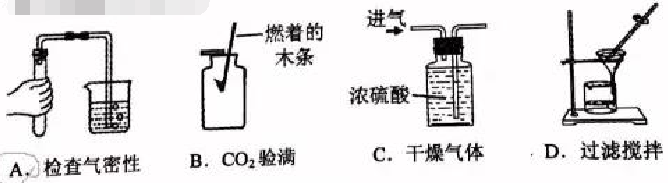 燃着的
木条
进气
浓硫酸
A. 检查气密性
B. CO₂验满
C. 干燥气体
D. 过滤搅拌